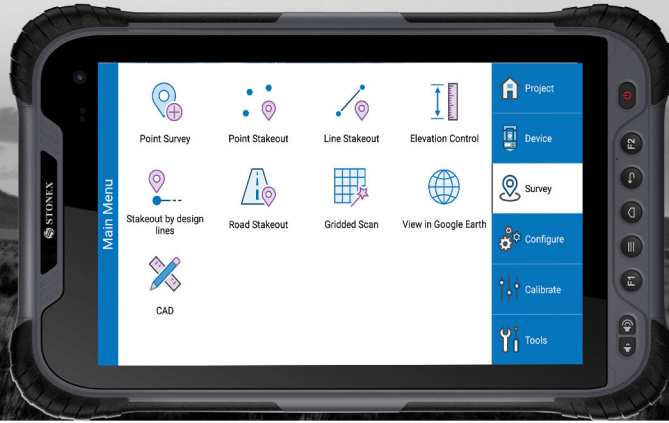 STONEX
Main Menu
Point Survey
Point Stakeout
Line Stakeout
Elevation Control
Stakeout by design
lines
Road Stakeout
Gridded Scan
View in Google Earth
CAD
Project
Device
Survey
Configure
Calibrate
Tools
F2
F1